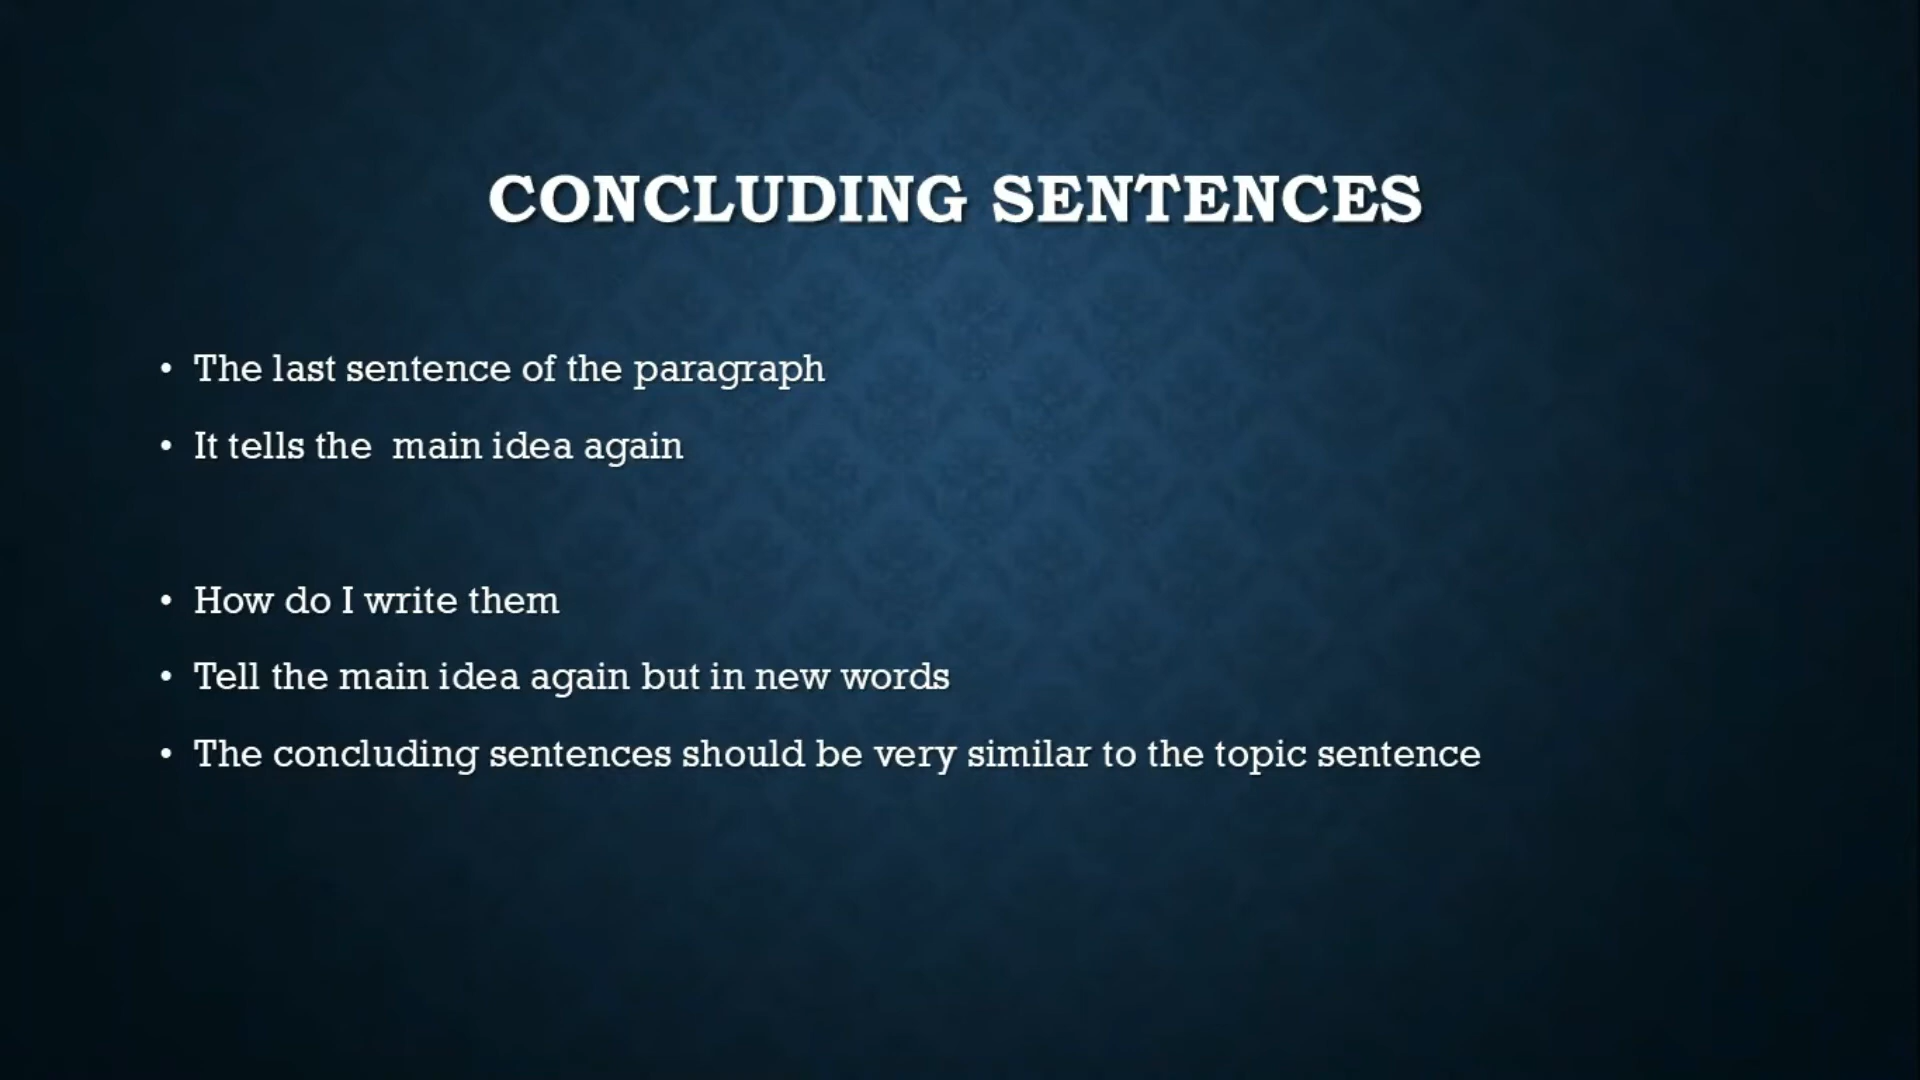 CONCLUDING SENTENCES
• The last sentence of the paragraph
• It tells the  main idea again
• How do I write them
• Tell the main idea again but in new words
• The concluding sentences should be very similar to the topic sentence